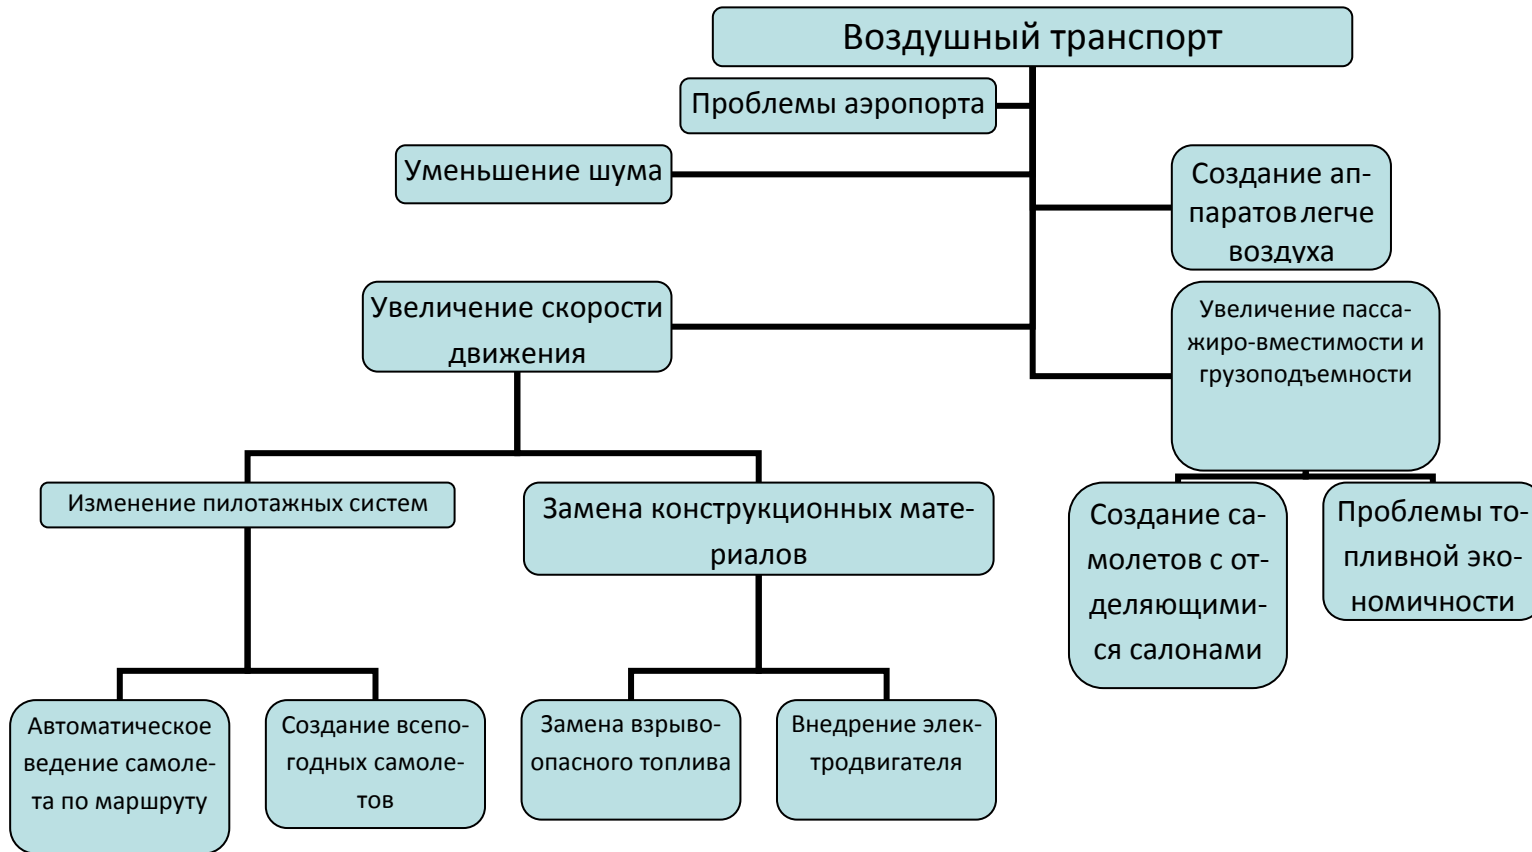 Воздушный транспорт
Проблемы аэропорта
Уменьшение шума
Создание ап-
паратов легче
воздуха
Увеличение скорости
движения
Увеличение пасса-
жиро-вместимости и
грузоподъемности
Изменение пилотажных систем
Замена конструкционных мате-
риалов
Создание са-
молетов с от-
деляющими-
ся салонами
Проблемы то-
пливной эко-
номичности
Автоматическое
ведение самоле-
та по маршруту
Создание всепо-
годных самоле-
тов
Замена взрыво-
опасного топлива
Внедрение элек-
тродвигателя